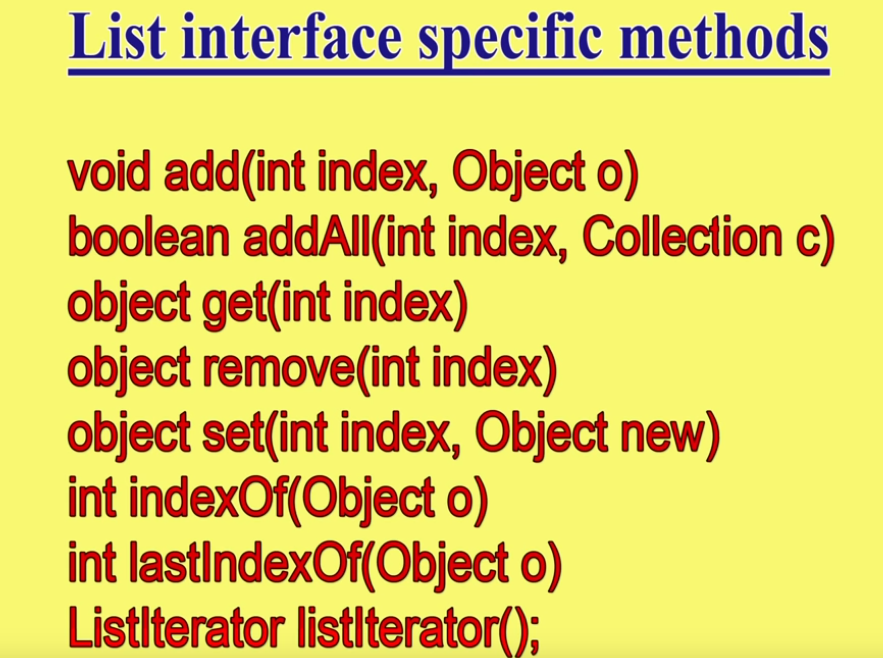 List interface specific methods
void add(int index, Object o)
boolean addAll(int index, Collection c)
object get(int index)
object remove(int index)
object set(int index, Object new)
int indexOf(Object o)
int lastIndexOf(Object o)
ListIterator listIterator();